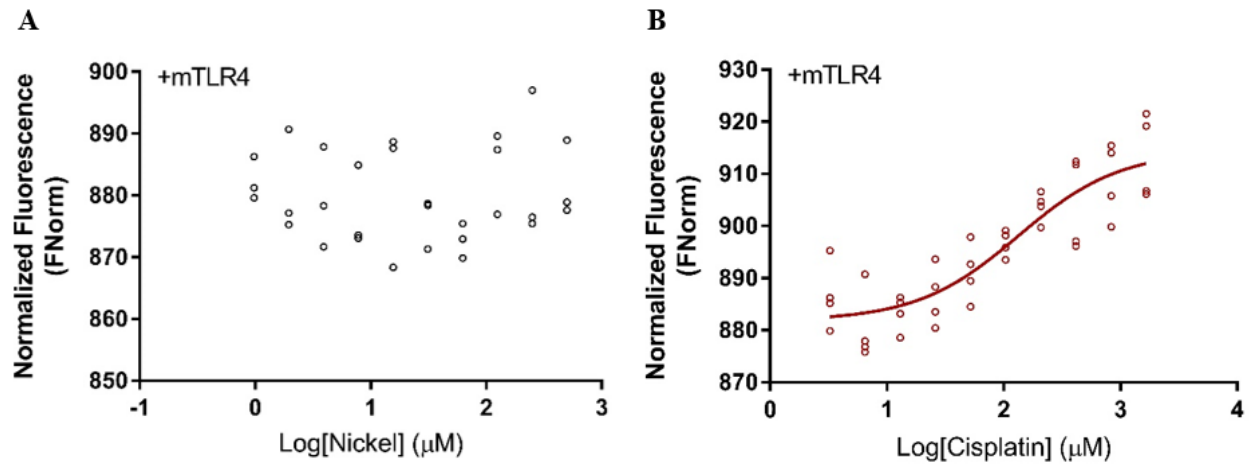 A
+mTLR4
Normalized Fluorescence
(FNorm)
900
890
880
870
860
850
-1
0
1
2
3
Log[Nickel] (μM)
B
+mTLR4
Normalized Fluorescence
(FNorm)
930
920
910
900
890
880
870
0
1
2
3
4
Log[Cisplatin] (μM)